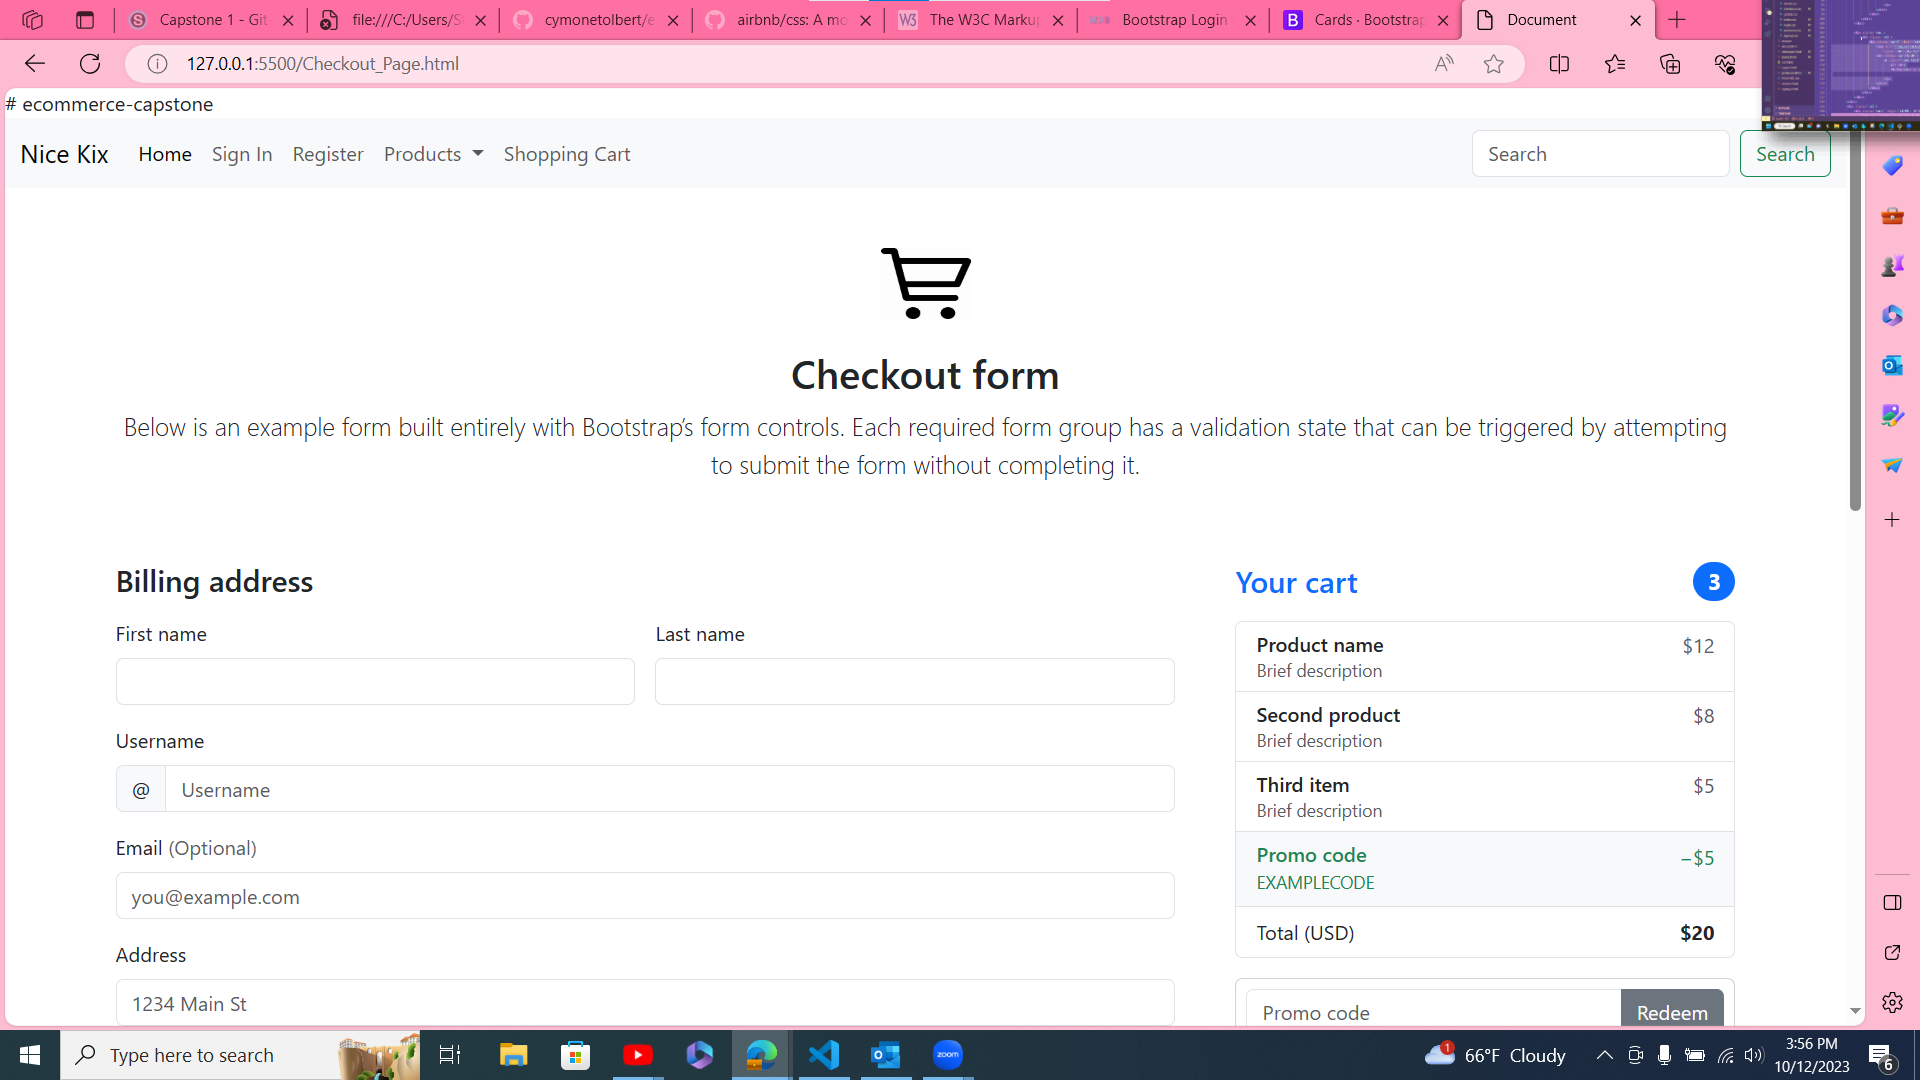 Capstone 1 - Git
file:///C:/Users/S
cymonetolbert/e
airbnb/css: A mo
The W3C Marku
Bootstrap Login
Cards · Bootstrap
Document
127.0.0.1:5500/Checkout_Page.html
# ecommerce-capstone
Nice Kix Home Sign In Register Products Shopping Cart Search Search
Checkout form
Below is an example form built entirely with Bootstrap’s form controls. Each required form group has a validation state that can be triggered by attempting
to submit the form without completing it.
Billing address
First name Last name
Username
@ Username
Email (Optional)
you@example.com
Address
1234 Main St
Your cart 3
Product name $12
Brief description
Second product $8
Brief description
Third item $5
Brief description
Promo code −$5
EXAMPLECODE
Total (USD) $20
Promo code Redeem
Type here to search
zoom
1
66°F Cloudy
3:56 PM
10/12/2023
6